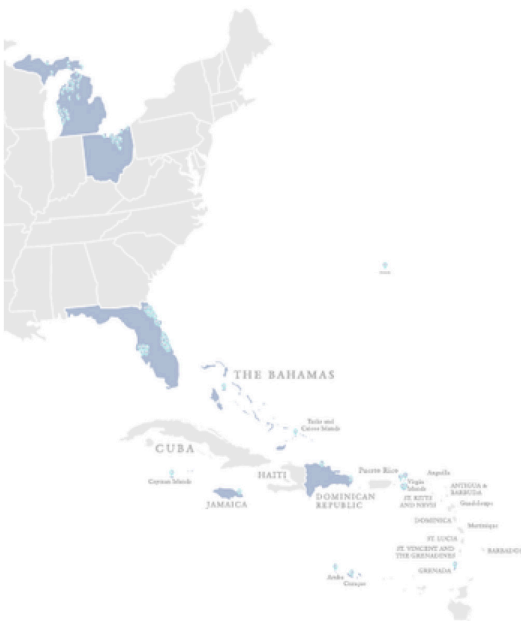 THE BAHAMAS
Turks and
Caicos Islands
CUBA
Cayman Islands
HAITI
JAMAICA
DOMINICAN
REPUBLIC
Puerto Rico
Virgin
Islands
Anguilla
ANTIGUA &
BARBUDA
ST. KITTS
AND NEVIS
Guadeloupe
DOMINICA
Martinique
ST. LUCIA
ST. VINCENT AND
THE GRENADINES
BARBADOS
GRENADA
Aruba
Curaçao